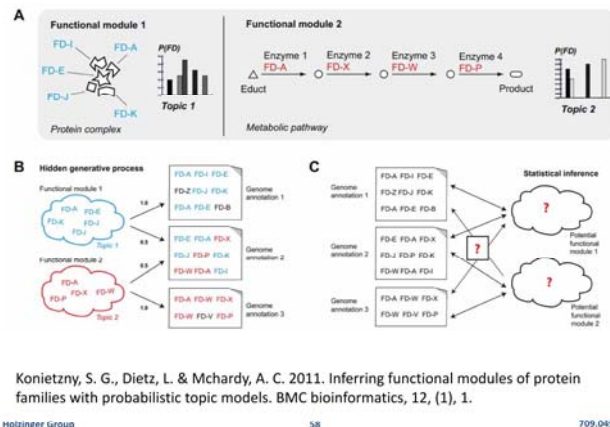 A
Functional module 1
FD-I
FD-A
FD-E
FD-J
FD-K
Protein complex
P(FD)
Topic 1
Functional module 2
Enzyme 1
FD-A
Enzyme 2
FD-X
Enzyme 3
FD-W
Enzyme 4
FD-P
Educt
Product
Metabolic pathway
P(FD)
Topic 2
B
Hidden generative process
Functional module 1
FD-A
FD-E
FD-K
FD-J
FD-I
Topic 1
Functional module 2
FD-A
FD-X
FD-W
FD-P
Topic 2
1.0
0.5
0.5
1.0
FD-A FD-I FD-E
FD-Z FD-J FD-K
FD-A FD-E FD-B
Genome
annotation 1
FD-E FD-A FD-X
FD-J FD-P FD-K
FD-W FD-A FD-I
Genome
annotation 2
FD-A FD-W FD-X
FD-W FD-V FD-P
Genome
annotation 3
C
Statistical inference
Genome
annotation 1
FD-A FD-I FD-E
FD-Z FD-J FD-K
FD-A FD-E FD-B
Genome
annotation 2
FD-E FD-A FD-X
FD-J FD-P FD-K
FD-W FD-A FD-I
Genome
annotation 3
FD-A FD-W FD-X
FD-W FD-V FD-P
?
?
Potential
functional
module 1
?
Potential
functional
module 2
Konietzny, S. G., Dietz, L. & Mchardy, A. C. 2011. Inferring functional modules of protein
families with probabilistic topic models. BMC bioinformatics, 12, (1), 1.
Holzinger Group
58
709.049